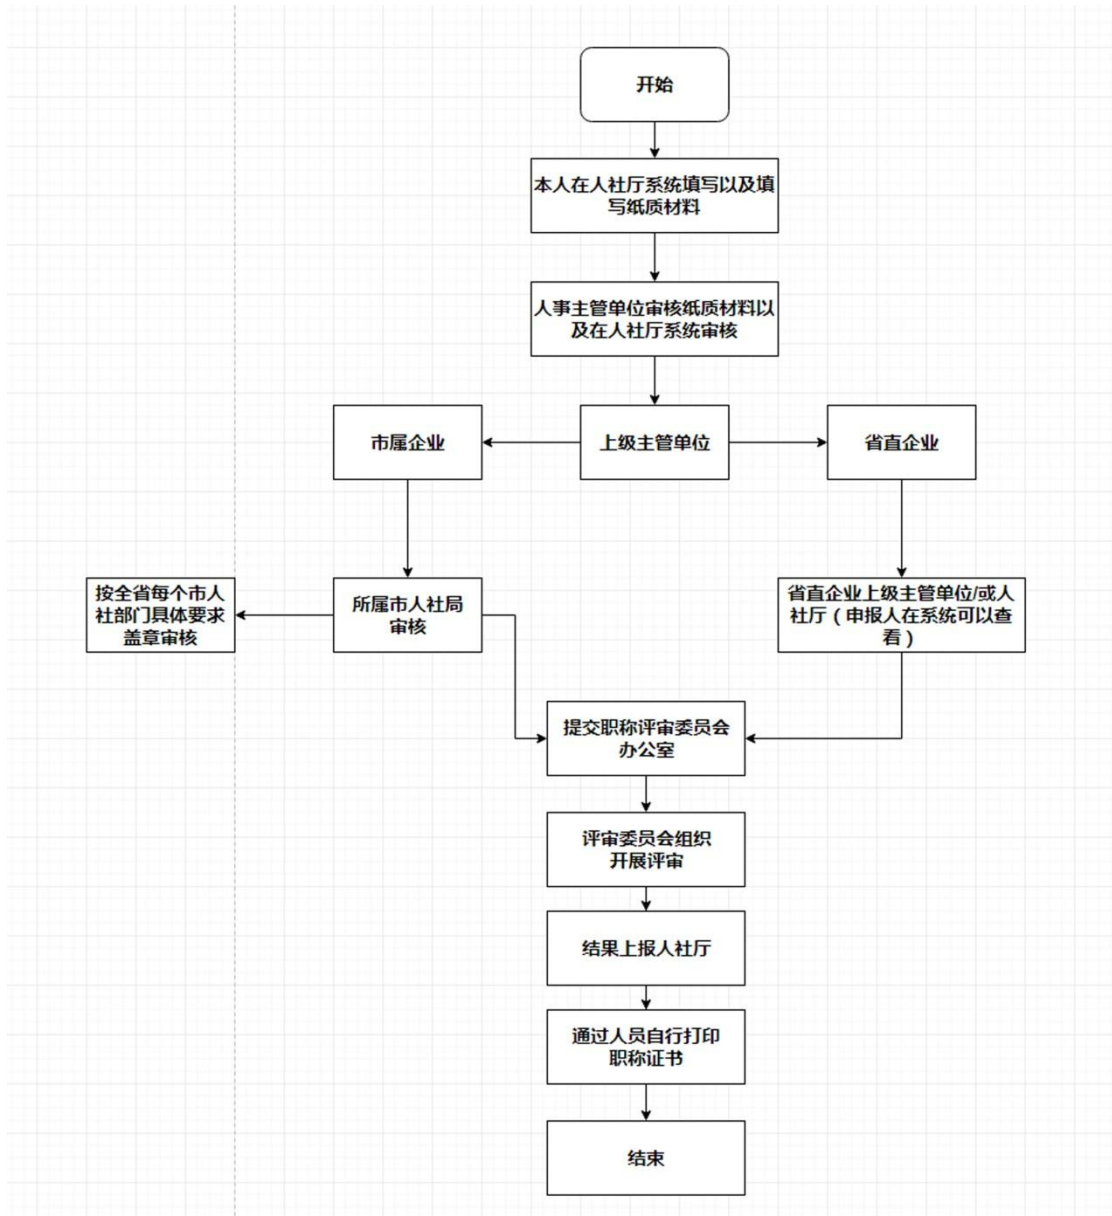 开始
本人在人社厅系统填写以及填
写纸质材料
人事主管单位审核纸质材料以
及在人社厅系统审核
市属企业
上级主管单位
省直企业
按全省每个市人
社部门具体要求
盖章审核
所属市人社局
审核
省直企业上级主管单位/或人
社厅（申报人在系统可以查
看）
提交职称评审委员会
办公室
评审委员会组织
开展评审
结果上报人社厅
通过人员自行打印
职称证书
结束